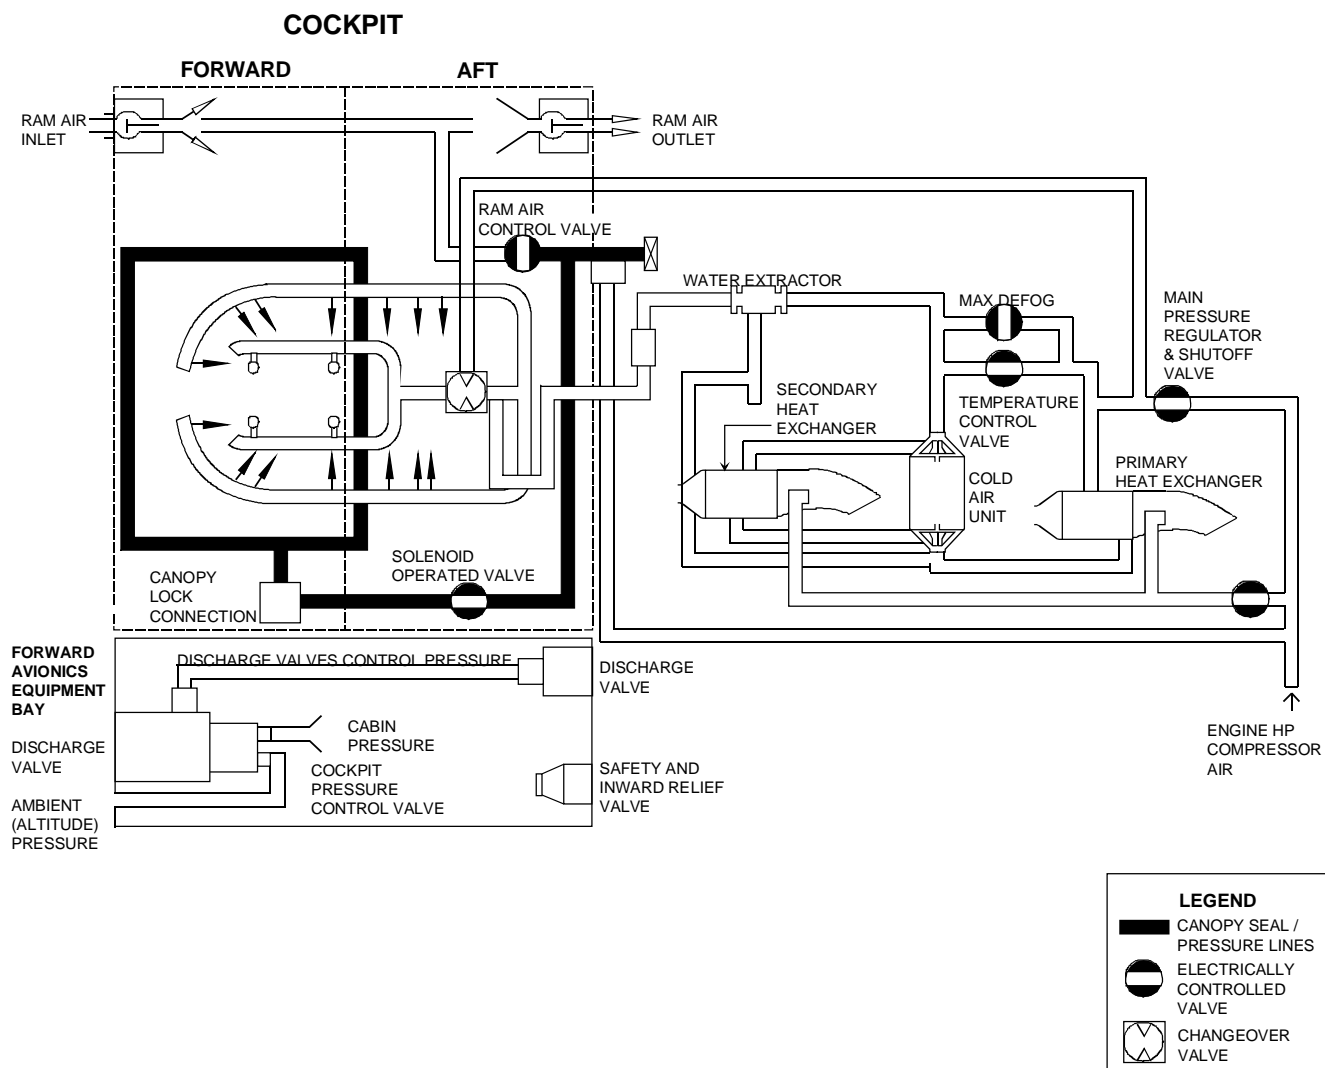 COCKPIT
FORWARD
AFT
RAM AIR
INLET
RAM AIR
OUTLET
RAM AIR
CONTROL VALVE
WATER EXTRACTOR
MAX DEFOG
MAIN
PRESSURE
REGULATOR
& SHUTOFF
VALVE
SECONDARY
HEAT
EXCHANGER
TEMPERATURE
CONTROL
VALVE
COLD
AIR
UNIT
PRIMARY
HEAT EXCHANGER
SOLENOID
OPERATED VALVE
CANOPY
LOCK
CONNECTION
FORWARD
AVIONICS
EQUIPMENT
BAY
DISCHARGE VALVES CONTROL PRESSURE
DISCHARGE
VALVE
DISCHARGE
VALVE
CABIN
PRESSURE
COCKPIT
PRESSURE
CONTROL VALVE
SAFETY AND
INWARD RELIEF
VALVE
AMBIENT
(ALTITUDE)
PRESSURE
ENGINE HP
COMPRESSOR
AIR
LEGEND
CANOPY SEAL /
PRESSURE LINES
ELECTRICALLY
CONTROLLED
VALVE
CHANGEOVER
VALVE